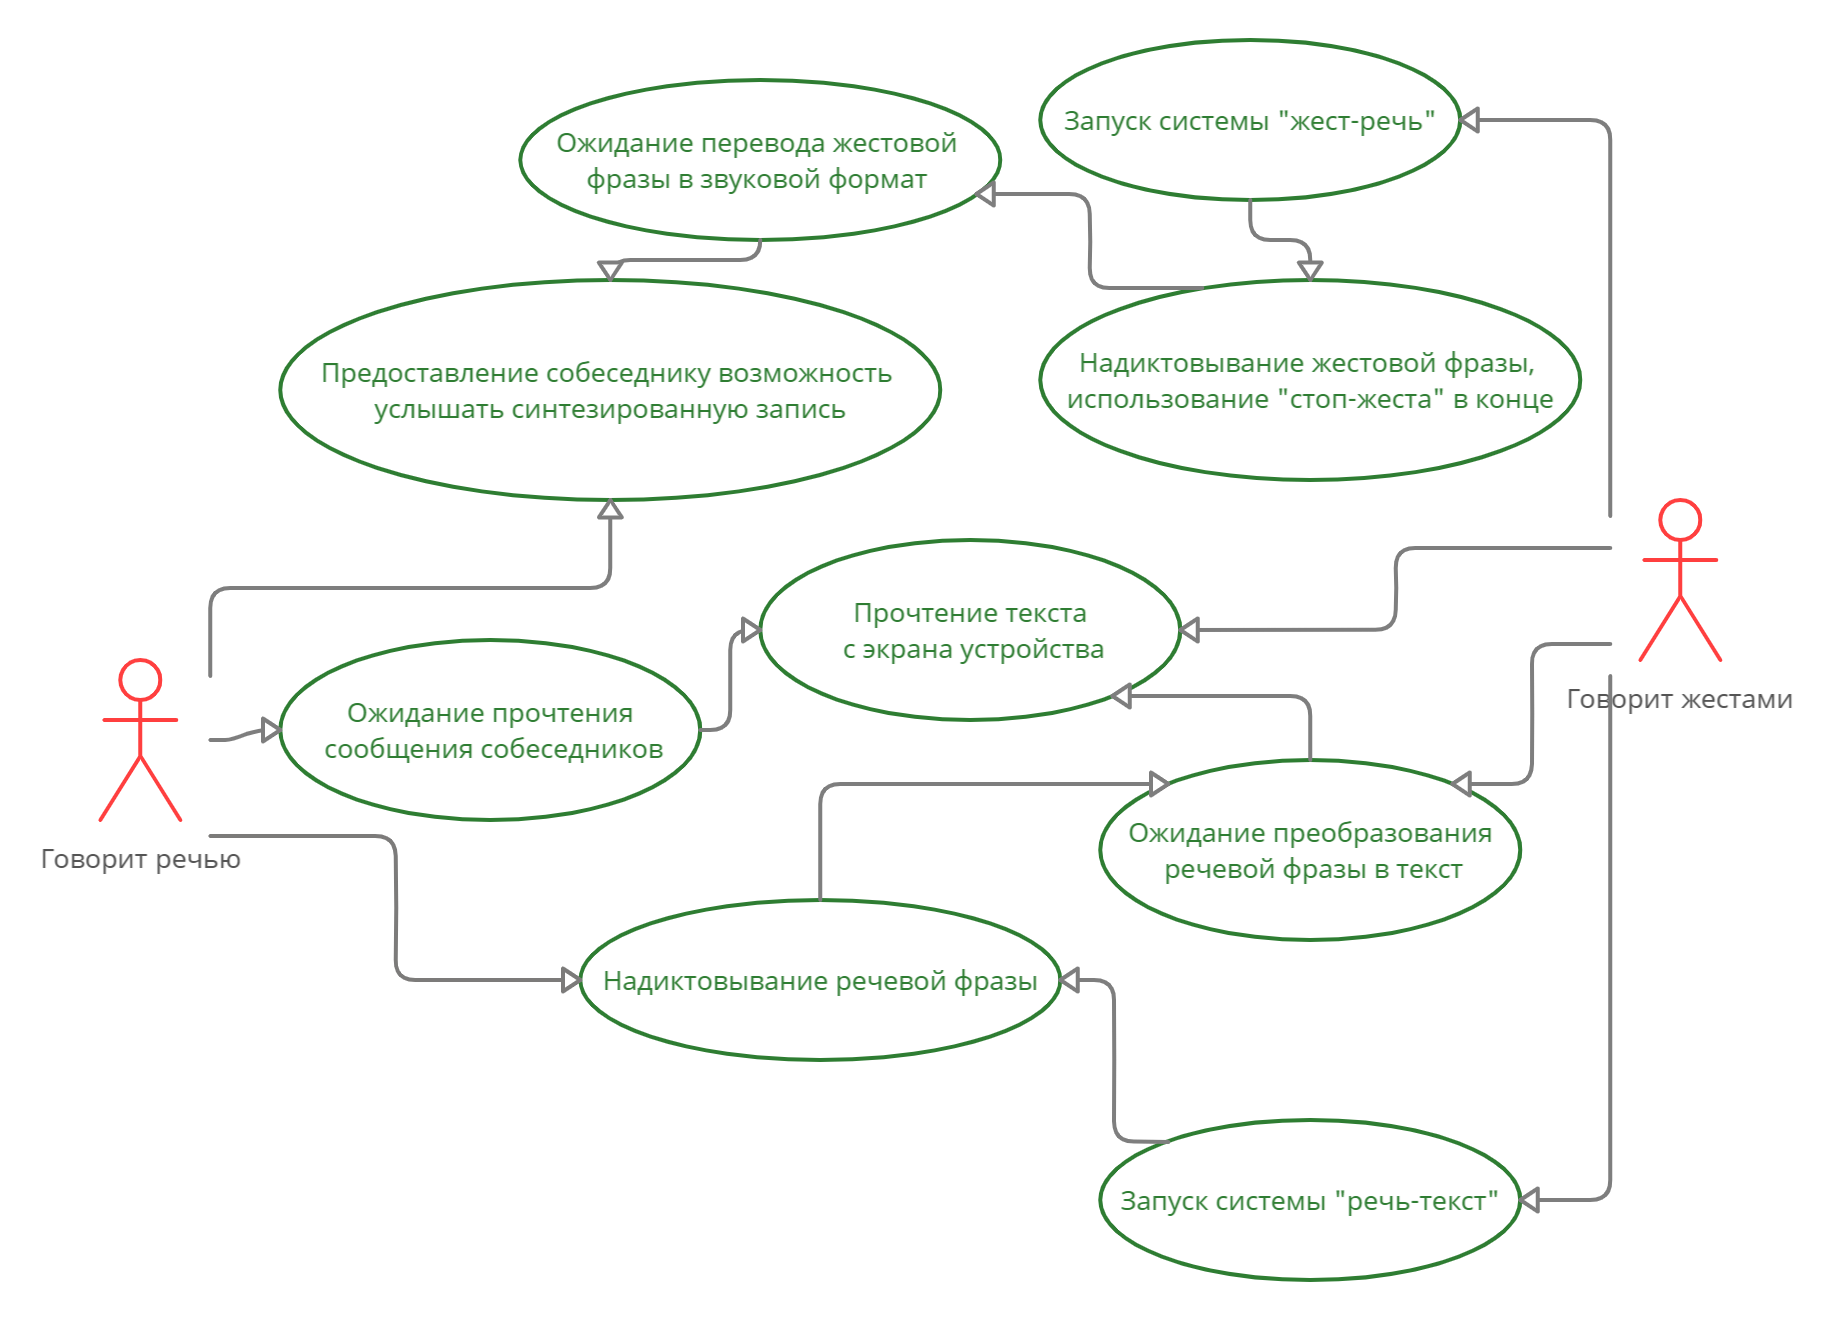 Запуск системы "жест-речь"
Ожидание перевода жестовой
фразы в звуковой формат
Предоставление собеседнику возможность
услышать синтезированную запись
Надиктовывание жестовой фразы,
использование "стоп-жеста" в конце
Прочтение текста
с экрана устройства
Говорит жестами
Ожидание прочтения
сообщения собеседников
Говорит речью
Ожидание преобразования
речевой фразы в текст
Надиктовывание речевой фразы
Запуск системы "речь-текст"